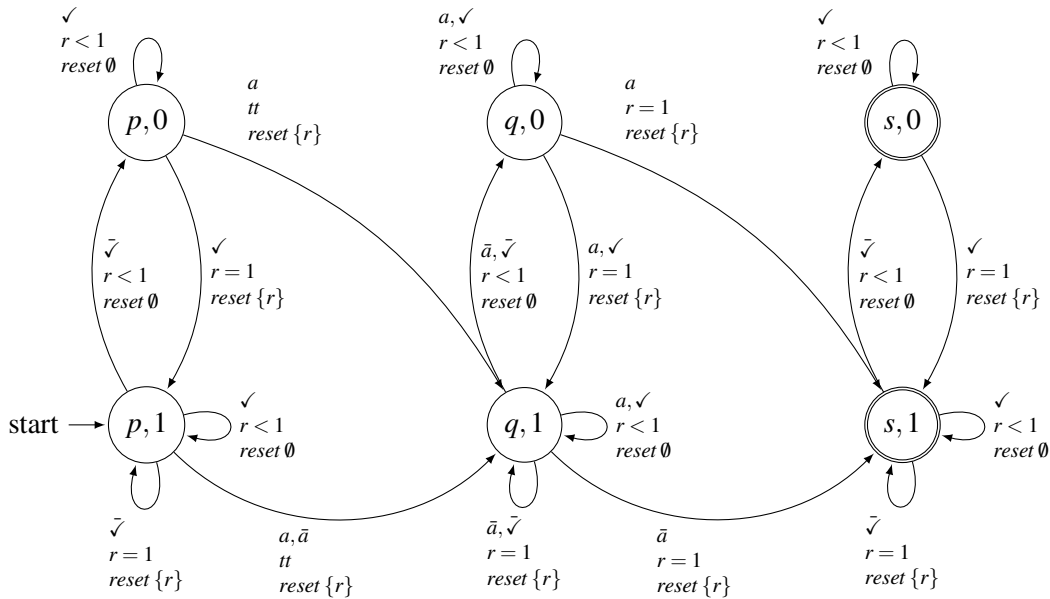 ✓
r < 1
reset ∅
a, ✓
r < 1
reset ∅
✓
r < 1
reset ∅
a
tt
reset {r}
a
r = 1
reset {r}
p, 0
q, 0
s, 0
✓̄
r < 1
reset ∅
✓
r = 1
reset {r}
ā, ✓̄
r < 1
reset ∅
a, ✓
r = 1
reset {r}
✓̄
r < 1
reset ∅
✓
r = 1
reset {r}
start
p, 1
✓
r < 1
reset ∅
q, 1
a, ✓
r < 1
reset ∅
s, 1
✓
r < 1
reset ∅
✓̄
r = 1
reset {r}
a, ā
tt
reset {r}
ā, ✓̄
r = 1
reset {r}
ā
r = 1
reset {r}
✓̄
r = 1
reset {r}